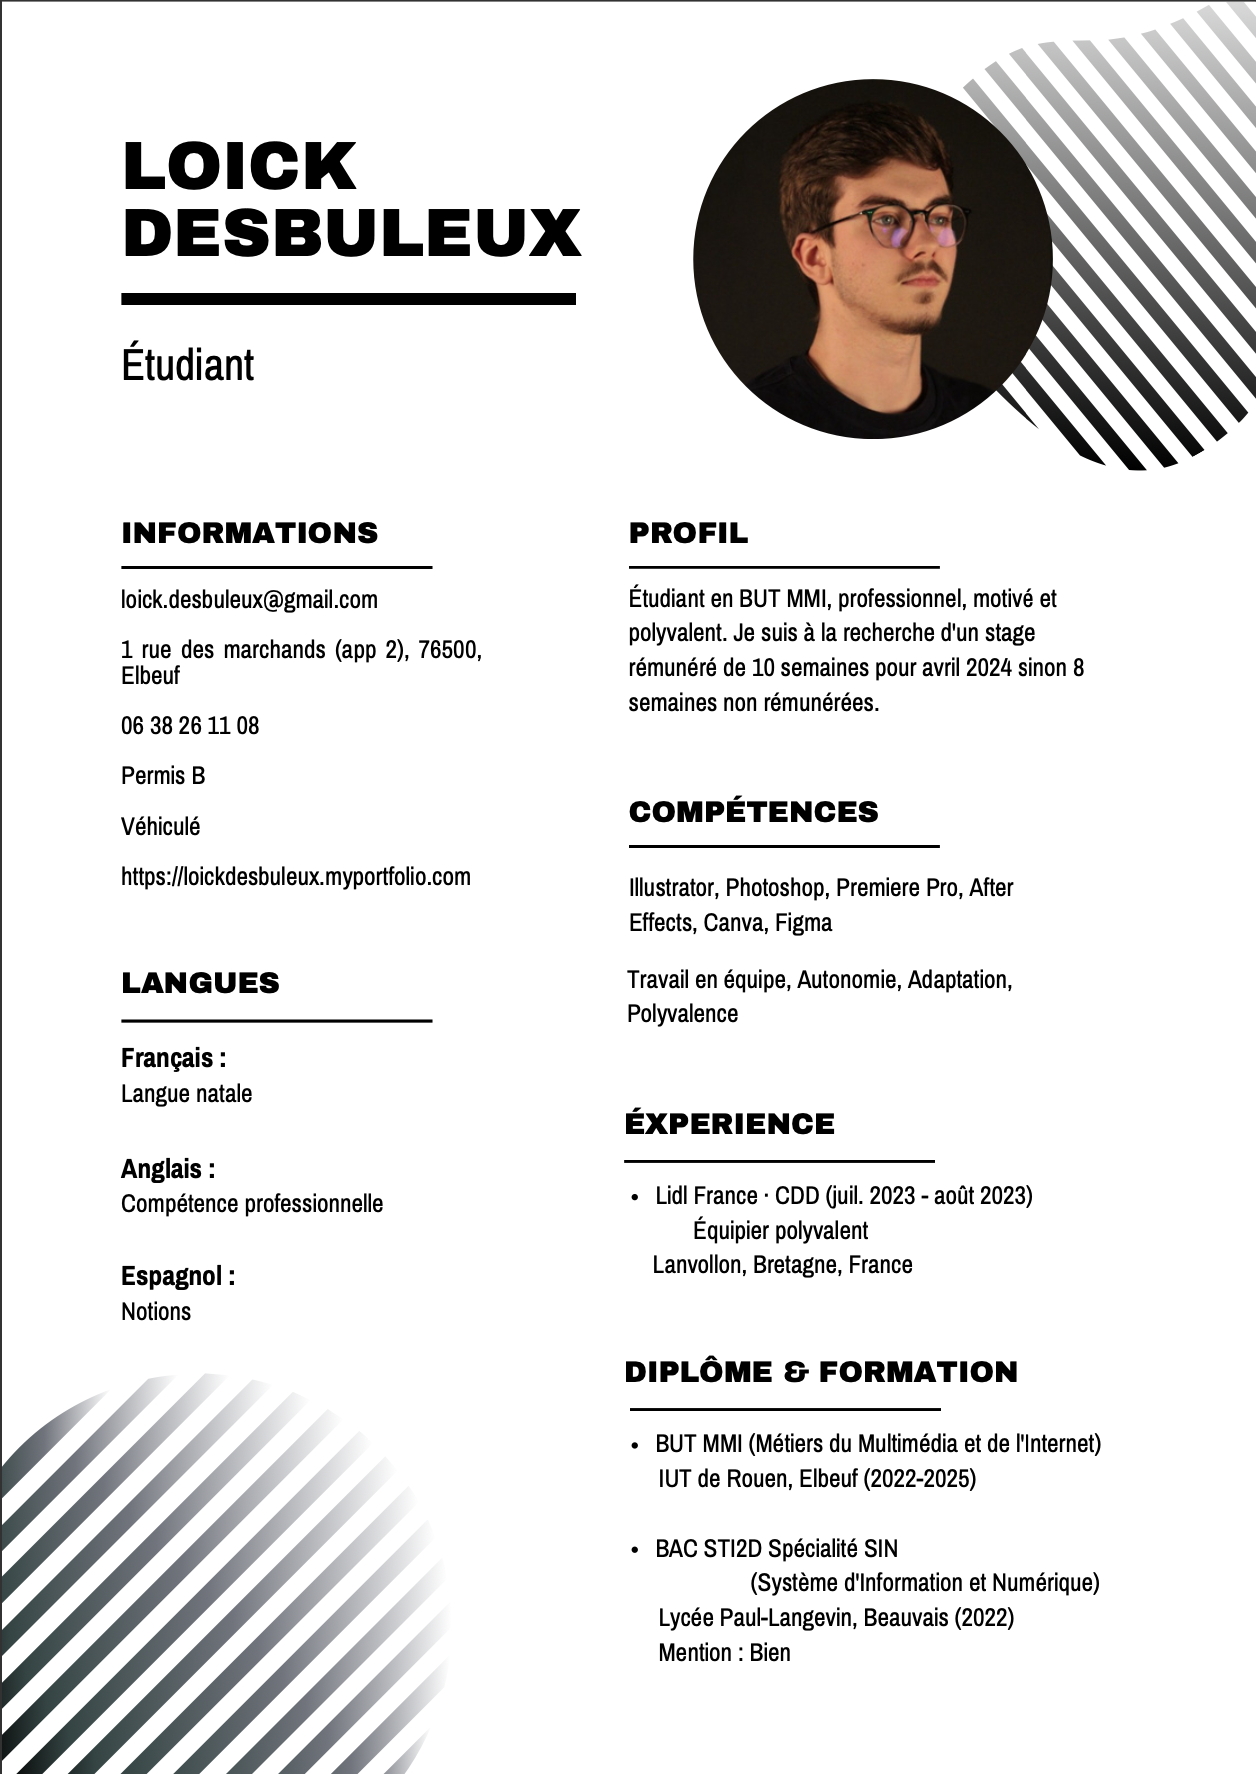 LOICK
DESBULEUX
Étudiant
INFORMATIONS
loick.desbuleux@gmail.com
1 rue des marchands (app 2), 76500,
Elbeuf
06 38 26 11 08
Permis B
Véhiculé
https://loickdesbuleux.myportfolio.com
LANGUES
Français :
Langue natale
Anglais :
Compétence professionnelle
Espagnol :
Notions
PROFIL
Étudiant en BUT MMI, professionnel, motivé et
polyvalent. Je suis à la recherche d'un stage
rémunéré de 10 semaines pour avril 2024 sinon 8
semaines non rémunérées.
COMPÉTENCES
Illustrator, Photoshop, Premiere Pro, After
Effects, Canva, Figma
Travail en équipe, Autonomie, Adaptation,
Polyvalence
ÉXPERIENCE
• Lidl France · CDD (juil. 2023 - août 2023)
Équipier polyvalent
Lanvollon, Bretagne, France
DIPLÔME & FORMATION
• BUT MMI (Métiers du Multimédia et de l'Internet)
IUT de Rouen, Elbeuf (2022-2025)
• BAC STI2D Spécialité SIN
(Système d'Information et Numérique)
Lycée Paul-Langevin, Beauvais (2022)
Mention : Bien